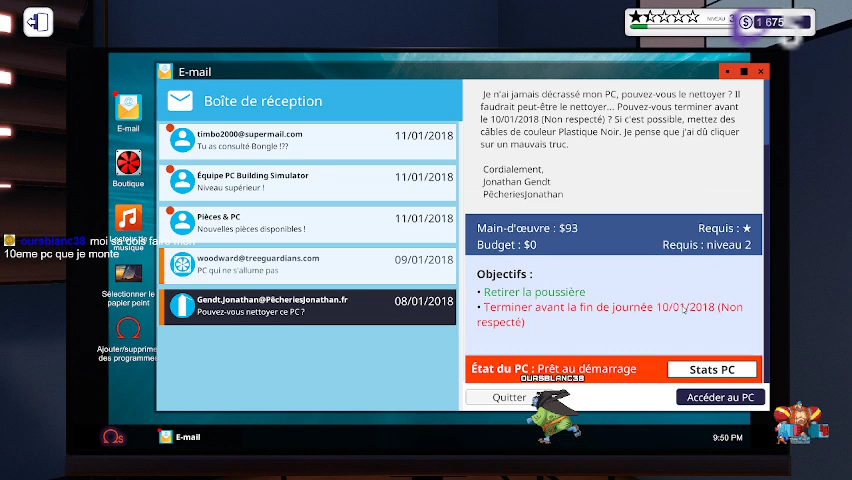 NIVEAU 3
$ 1 675
E-mail
Boîte de réception
timbo2000@supermail.com
11/01/2018
Tu as consulté Bongle !??
Équipe PC Building Simulator
11/01/2018
Niveau supérieur !
Pièces & PC
11/01/2018
Nouvelles pièces disponibles !
woodward@treeguardians.com
09/01/2018
PC qui ne s'allume pas
Gendt.Jonathan@PêcheriesJonathan.fr
08/01/2018
Pouvez-vous nettoyer ce PC ?
Je n'ai jamais décrassé mon PC, pouvez-vous le nettoyer ? Il
faudrait peut-être le nettoyer... Pouvez-vous terminer avant
le 10/01/2018 (Non respecté) ? Si c'est possible, mettez des
câbles de couleur Plastique Noir. Je pense que j'ai dû cliquer
sur un mauvais truc.
Cordialement,
Jonathan Gendt
PêcheriesJonathan
Main-d'œuvre : $93
Requis : ★
Budget : $0
Requis : niveau 2
Objectifs :
• Retirer la poussière
• Terminer avant la fin de journée 10/01/2018 (Non
respecté)
État du PC : Prêt au démarrage
Stats PC
Quitter
Accéder au PC
OURSBLANC38
E-mail
Boutique
musique
oursblanc38 moi sa dois faire mon
10eme pc que je monte
Sélectionner le
papier peint
Ajouter/supprime
des programmes
Ωs
E-mail
9:50 PM